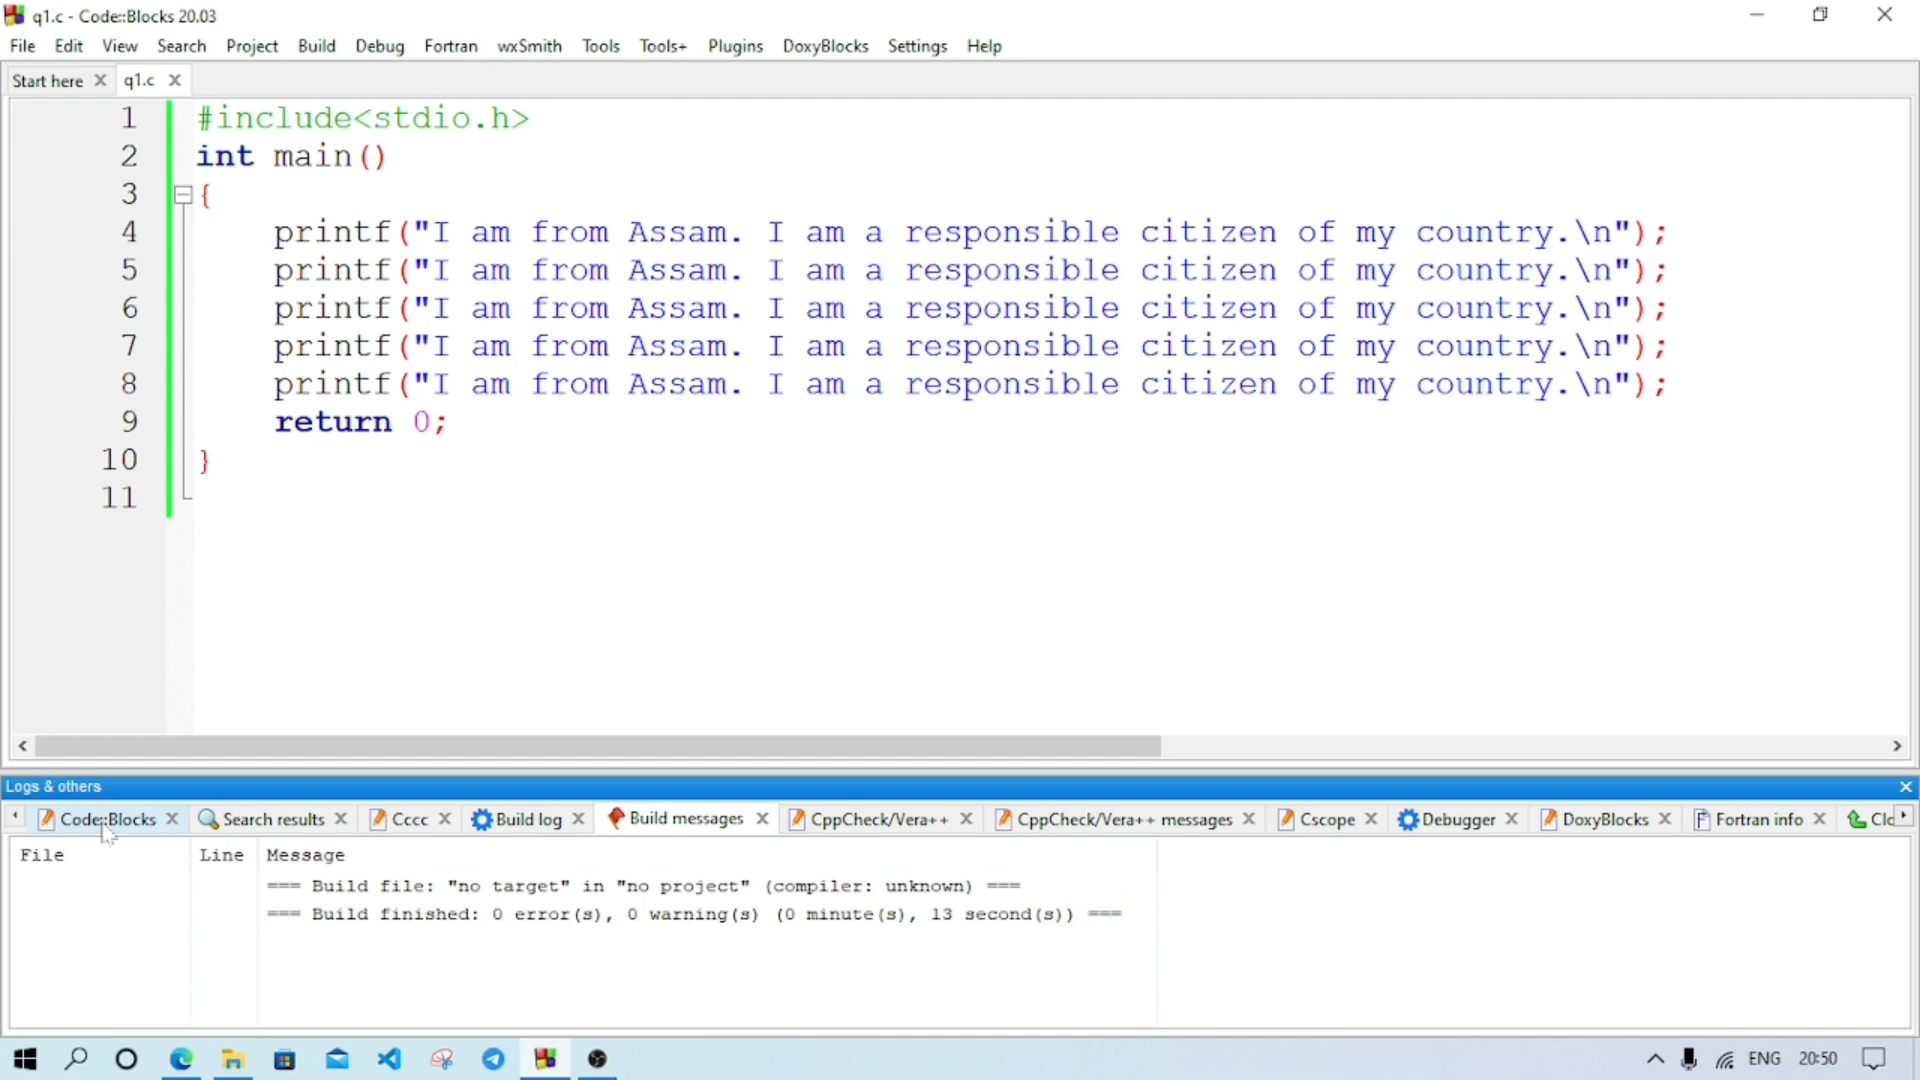 q1.c - Code::Blocks 20.03
File Edit View Search Project Build Debug Fortran wxSmith Tools Tools+ Plugins DoxyBlocks Settings Help
Start here q1.c
1 #include<stdio.h>
2 int main()
3 {
4 printf("I am from Assam. I am a responsible citizen of my country.\n");
5 printf("I am from Assam. I am a responsible citizen of my country.\n");
6 printf("I am from Assam. I am a responsible citizen of my country.\n");
7 printf("I am from Assam. I am a responsible citizen of my country.\n");
8 printf("I am from Assam. I am a responsible citizen of my country.\n");
9 return 0;
10 }
11
Logs & others
Code::Blocks Search results Cccc Build log Build messages CppCheck/Vera++ CppCheck/Vera++ messages Cscope Debugger DoxyBlocks Fortran info Clo
File Line Message
=== Build file: "no target" in "no project" (compiler: unknown) ===
=== Build finished: 0 error(s), 0 warning(s) (0 minute(s), 13 second(s)) ===
ENG 20:50